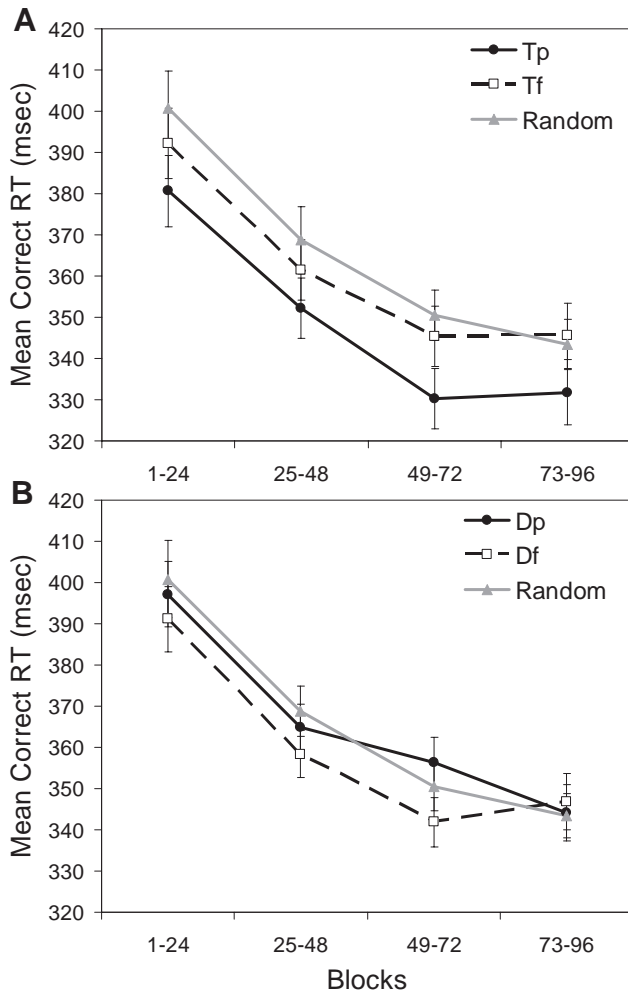 A
420
410
400
390
380
370
360
350
340
330
320
Mean Correct RT (msec)
Tp
Tf
Random
1-24 25-48 49-72 73-96
B
420
410
400
390
380
370
360
350
340
330
320
Mean Correct RT (msec)
Dp
Df
Random
1-24 25-48 49-72 73-96
Blocks